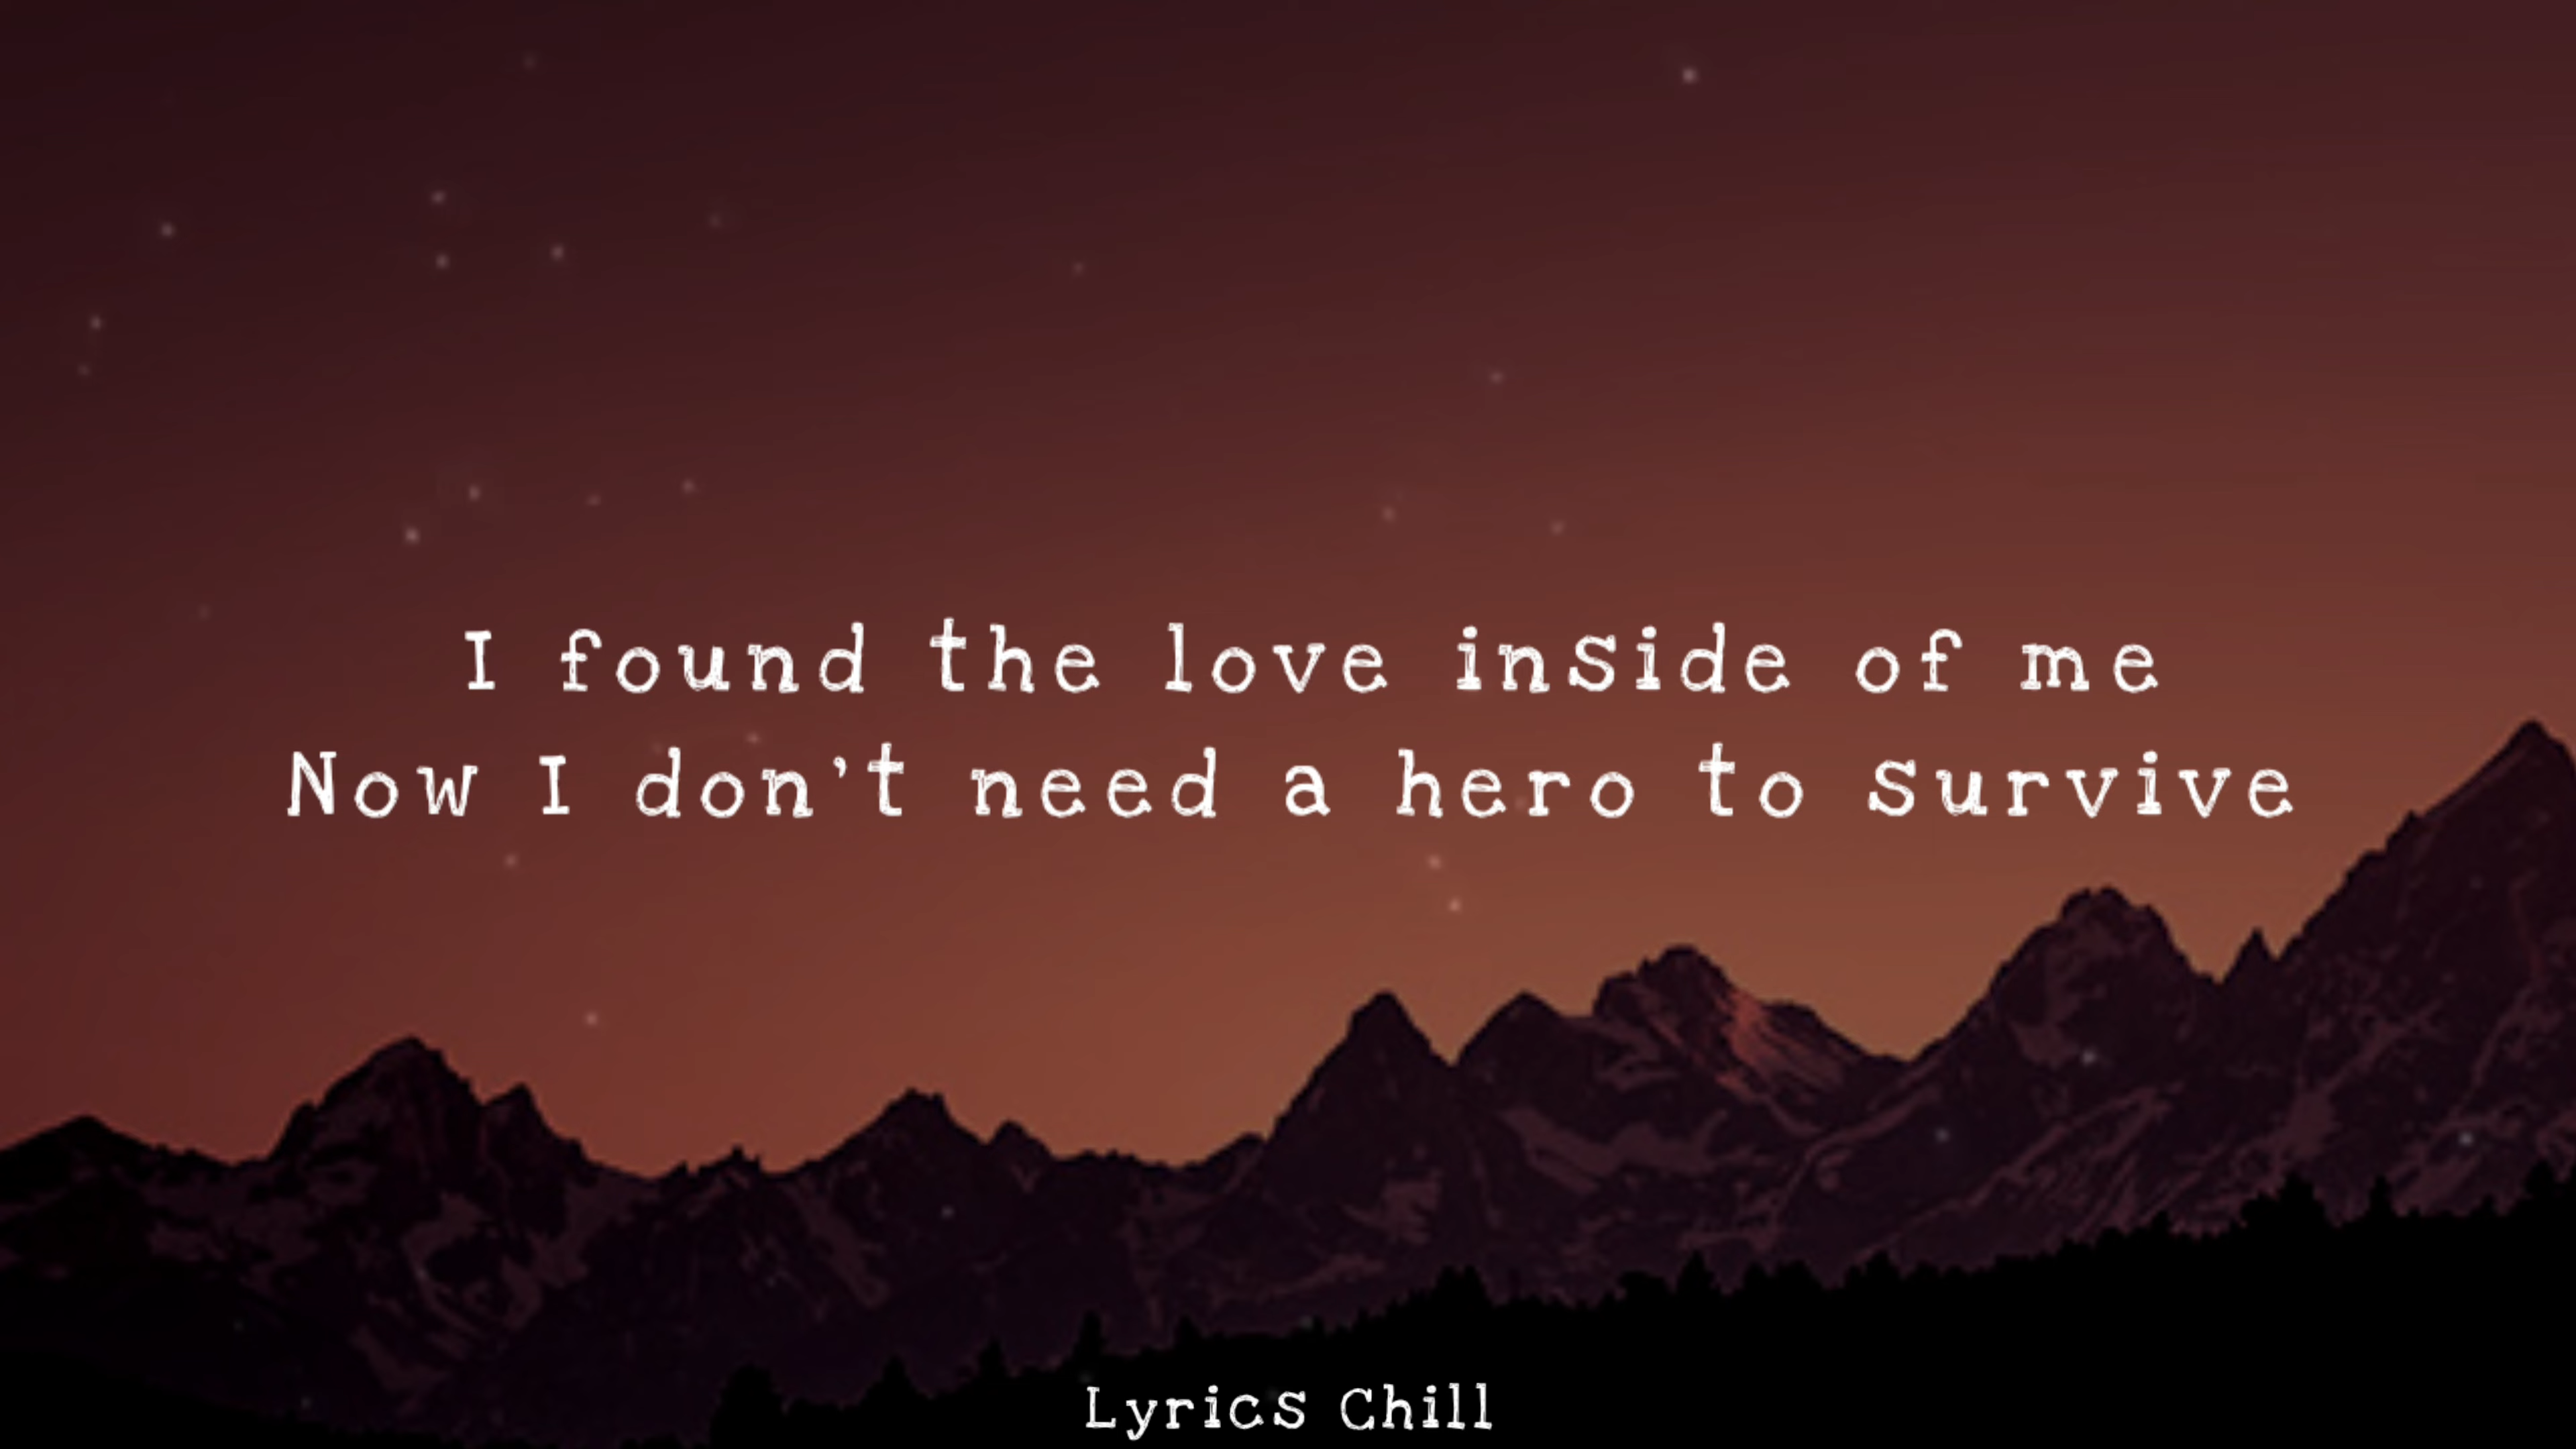 I found the love inside of me
Now I don't need a hero to survive
Lyrics Chill